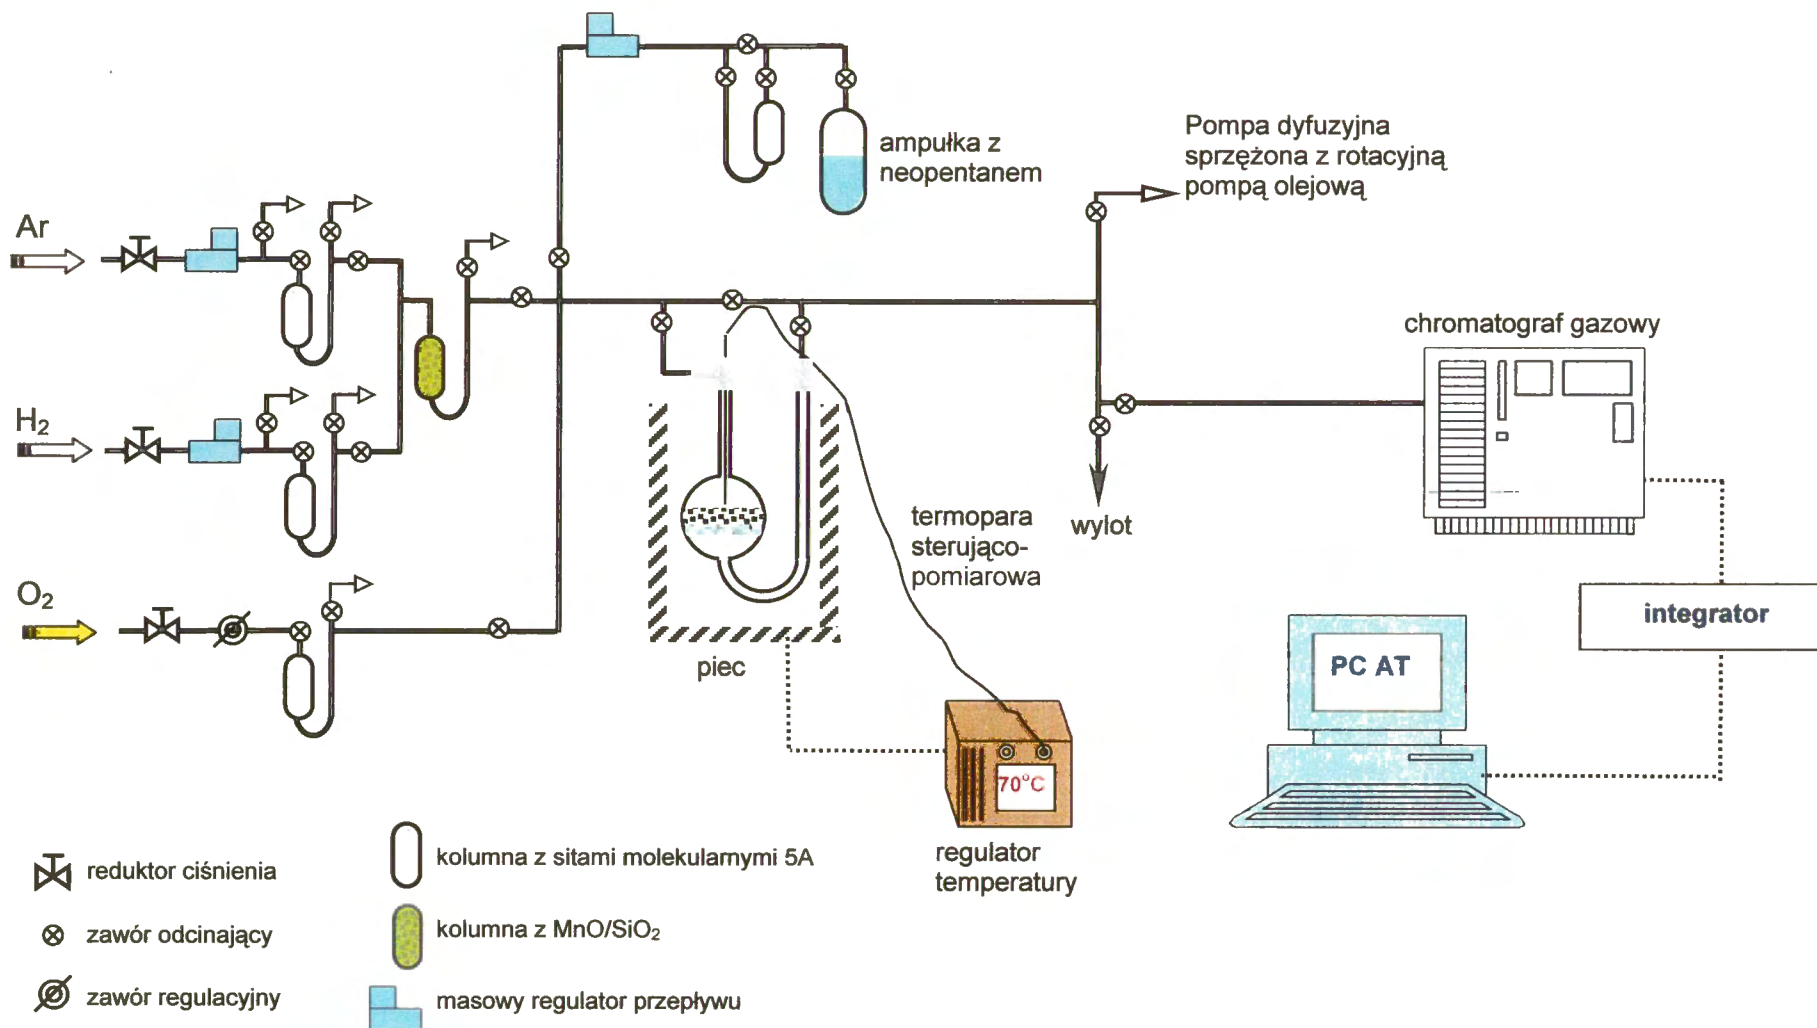 ampułka z
neopentanem
Pompa dyfuzyjna
sprzężona z rotacyjną
pompą olejową
Ar
chromatograf gazowy
H₂
termopara
sterująco-
pomiarowa
wylot
O₂
integrator
piec
PC AT
70°C
regulator
temperatury
reduktor ciśnienia
kolumna z sitami molekularnymi 5A
zawór odcinający
kolumna z MnO/SiO₂
zawór regulacyjny
masowy regulator przepływu